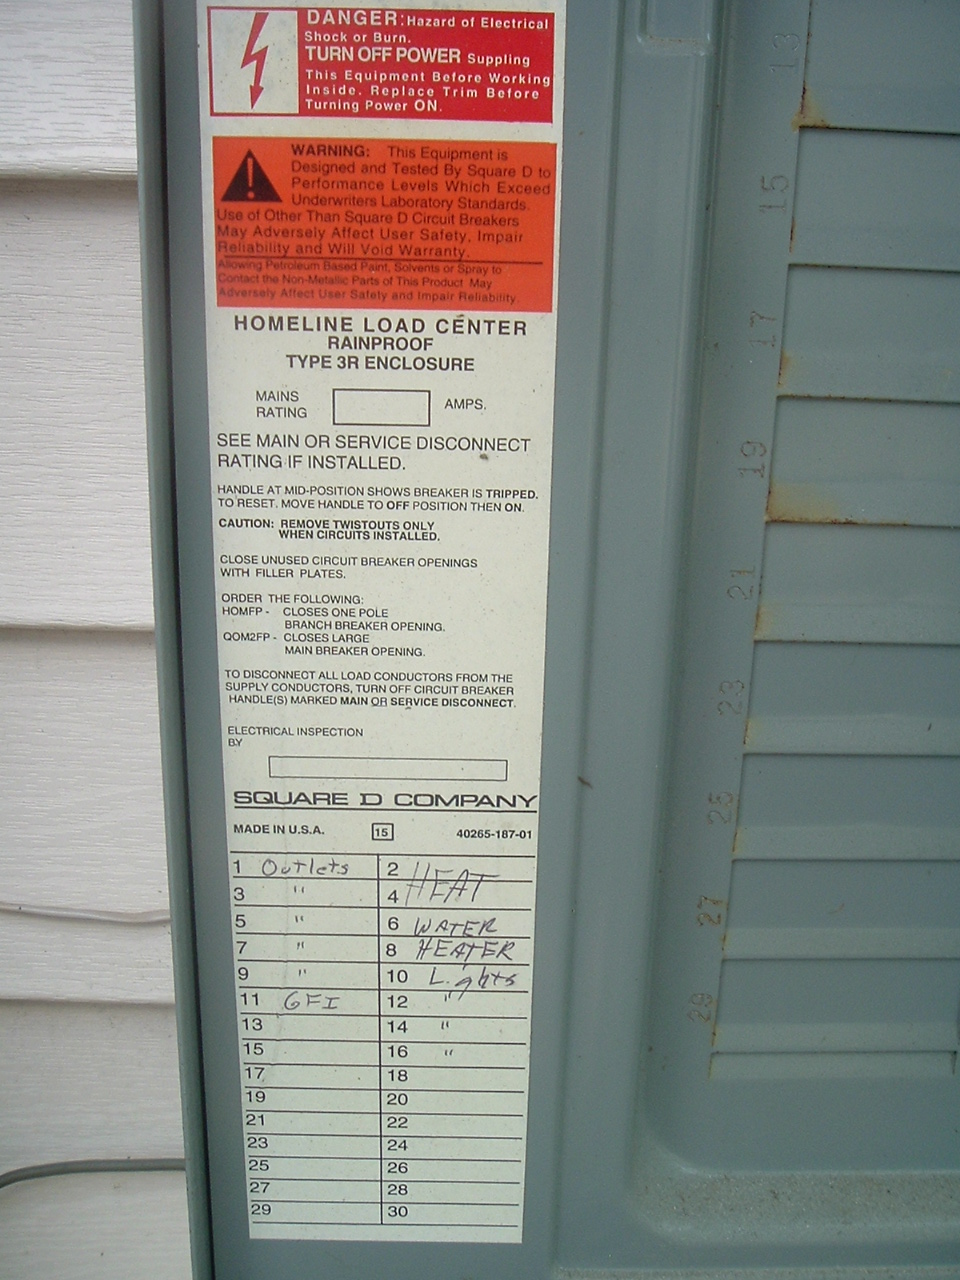 DANGER: Hazard of Electrical
Shock or Burn.
TURN OFF POWER Supplying
This Equipment Before Working
Inside. Replace Trim Before
Turning Power ON.
WARNING: This Equipment is
Designed and Tested By Square D to
Performance Levels Which Exceed
Underwriters Laboratory Standards.
Use of Other Than Square D Circuit Breakers
May Adversely Affect User Safety, Impair
Reliability and Will Void Warranty.
Allowing Petroleum Based Paint, Solvents or Spray to
Contact the Non-Metallic Parts of This Product May
Adversely Affect User Safety and Impair Reliability.
HOMELINE LOAD CENTER
RAINPROOF
TYPE 3R ENCLOSURE
MAINS
RATING AMPS.
SEE MAIN OR SERVICE DISCONNECT
RATING IF INSTALLED.
HANDLE AT MID-POSITION SHOWS BREAKER IS TRIPPED.
TO RESET, MOVE HANDLE TO OFF POSITION THEN ON.
CAUTION: REMOVE TWISTOUTS ONLY
WHEN CIRCUITS INSTALLED.
CLOSE UNUSED CIRCUIT BREAKER OPENINGS
WITH FILLER PLATES.
ORDER THE FOLLOWING:
HOMFP - CLOSES ONE POLE
BRANCH BREAKER OPENING.
QOM2FP - CLOSES LARGE
MAIN BREAKER OPENING.
TO DISCONNECT ALL LOAD CONDUCTORS FROM THE
SUPPLY CONDUCTORS, TURN OFF CIRCUIT BREAKER
HANDLE(S) MARKED MAIN OR SERVICE DISCONNECT.
ELECTRICAL INSPECTION
BY
SQUARE D COMPANY
MADE IN U.S.A. 15 40265-187-01
1 Outlets 2 HEAT
3 " 4
5 " 6 WATER
7 " 8 HEATER
9 " 10 Lights
11 GFI 12 "
13 14 "
15 16 "
17 18
19 20
21 22
23 24
25 26
27 28
29 30
13
15
17
19
21
23
25
27
29